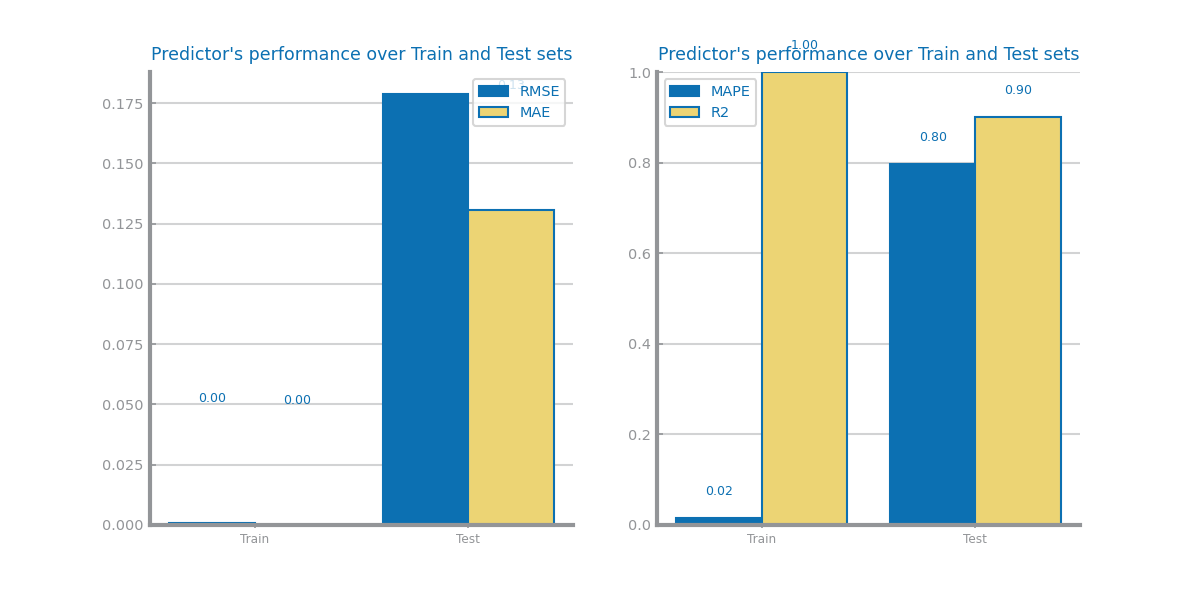 Predictor's performance over Train and Test sets
0.175
0.150
0.125
0.100
0.075
0.050
0.025
0.000
0.13
RMSE
MAE
0.00
0.00
Train
Test
Predictor's performance over Train and Test sets
1.00
1.0
0.8
0.6
0.4
0.2
0.0
MAPE
R2
0.02
0.80
0.90
Train
Test